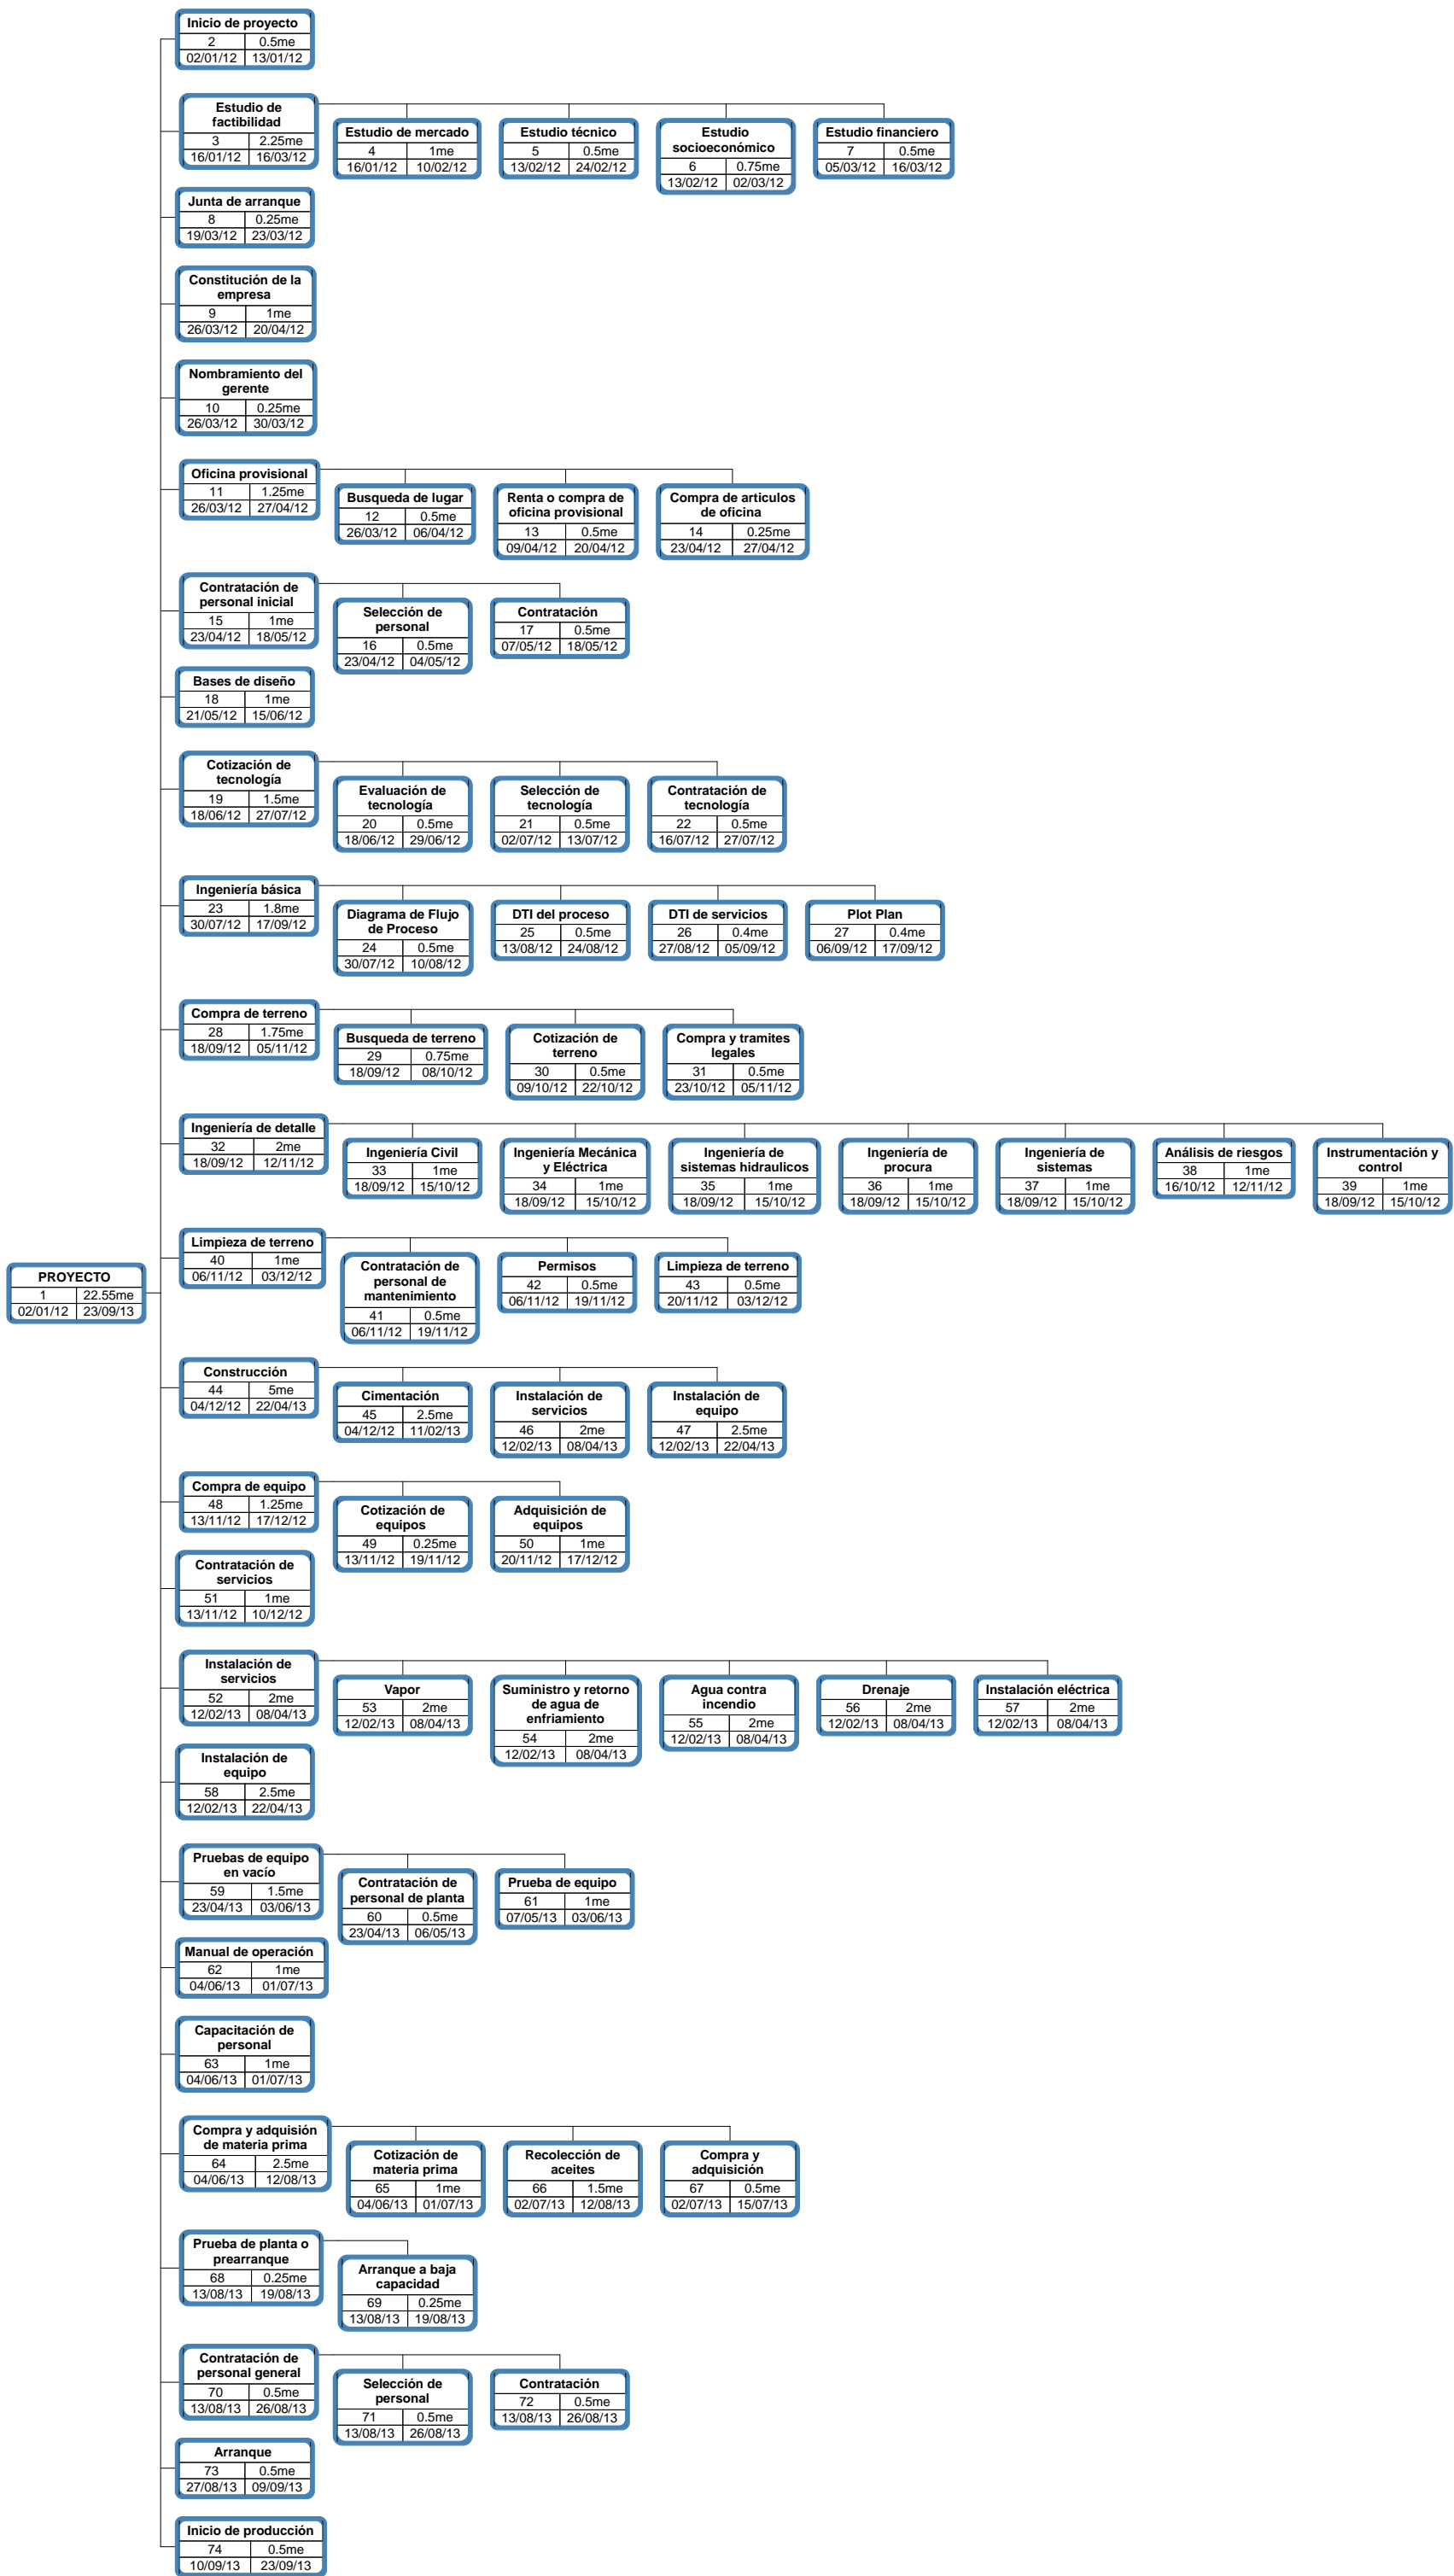 Inicio de proyecto
2 0.5me
02/01/12 13/01/12
Estudio de
factibilidad
3 2.25me
16/01/12 16/03/12
Estudio de mercado
4 1me
16/01/12 10/02/12
Estudio técnico
5 0.5me
13/02/12 24/02/12
Estudio
socioeconómico
6 0.75me
13/02/12 02/03/12
Estudio financiero
7 0.5me
05/03/12 16/03/12
Junta de arranque
8 0.25me
19/03/12 23/03/12
Constitución de la
empresa
9 1me
26/03/12 20/04/12
Nombramiento del
gerente
10 0.25me
26/03/12 30/03/12
Oficina provisional
11 1.25me
26/03/12 27/04/12
Busqueda de lugar
12 0.5me
26/03/12 06/04/12
Renta o compra de
oficina provisional
13 0.5me
09/04/12 20/04/12
Compra de articulos
de oficina
14 0.25me
23/04/12 27/04/12
Contratación de
personal inicial
15 1me
23/04/12 18/05/12
Selección de
personal
16 0.5me
23/04/12 04/05/12
Contratación
17 0.5me
07/05/12 18/05/12
Bases de diseño
18 1me
21/05/12 15/06/12
Cotización de
tecnología
19 1.5me
18/06/12 27/07/12
Evaluación de
tecnología
20 0.5me
18/06/12 29/06/12
Selección de
tecnología
21 0.5me
02/07/12 13/07/12
Contratación de
tecnología
22 0.5me
16/07/12 27/07/12
Ingeniería básica
23 1.8me
30/07/12 17/09/12
Diagrama de Flujo
de Proceso
24 0.5me
30/07/12 10/08/12
DTI del proceso
25 0.5me
13/08/12 24/08/12
DTI de servicios
26 0.4me
27/08/12 05/09/12
Plot Plan
27 0.4me
06/09/12 17/09/12
Compra de terreno
28 1.75me
18/09/12 05/11/12
Busqueda de terreno
29 0.75me
18/09/12 08/10/12
Cotización de
terreno
30 0.5me
09/10/12 22/10/12
Compra y tramites
legales
31 0.5me
23/10/12 05/11/12
Ingeniería de detalle
32 2me
18/09/12 12/11/12
Ingeniería Civil
33 1me
18/09/12 15/10/12
Ingeniería Mecánica
y Eléctrica
34 1me
18/09/12 15/10/12
Ingeniería de
sistemas hidraulicos
35 1me
18/09/12 15/10/12
Ingeniería de
procura
36 1me
18/09/12 15/10/12
Ingeniería de
sistemas
37 1me
18/09/12 15/10/12
Análisis de riesgos
38 1me
16/10/12 12/11/12
Instrumentación y
control
39 1me
18/09/12 15/10/12
PROYECTO
1 22.55me
02/01/12 23/09/13
Limpieza de terreno
40 1me
06/11/12 03/12/12
Contratación de
personal de
mantenimiento
41 0.5me
06/11/12 19/11/12
Permisos
42 0.5me
06/11/12 19/11/12
Limpieza de terreno
43 0.5me
20/11/12 03/12/12
Construcción
44 5me
04/12/12 22/04/13
Cimentación
45 2.5me
04/12/12 11/02/13
Instalación de
servicios
46 2me
12/02/13 08/04/13
Instalación de
equipo
47 2.5me
12/02/13 22/04/13
Compra de equipo
48 1.25me
13/11/12 17/12/12
Cotización de
equipos
49 0.25me
13/11/12 19/11/12
Adquisición de
equipos
50 1me
20/11/12 17/12/12
Contratación de
servicios
51 1me
13/11/12 10/12/12
Instalación de
servicios
52 2me
12/02/13 08/04/13
Vapor
53 2me
12/02/13 08/04/13
Suministro y retorno
de agua de
enfriamiento
54 2me
12/02/13 08/04/13
Agua contra
incendio
55 2me
12/02/13 08/04/13
Drenaje
56 2me
12/02/13 08/04/13
Instalación eléctrica
57 2me
12/02/13 08/04/13
Instalación de
equipo
58 2.5me
12/02/13 22/04/13
Pruebas de equipo
en vacío
59 1.5me
23/04/13 03/06/13
Contratación de
personal de planta
60 0.5me
23/04/13 06/05/13
Prueba de equipo
61 1me
07/05/13 03/06/13
Manual de operación
62 1me
04/06/13 01/07/13
Capacitación de
personal
63 1me
04/06/13 01/07/13
Compra y adquisión
de materia prima
64 2.5me
04/06/13 12/08/13
Cotización de
materia prima
65 1me
04/06/13 01/07/13
Recolección de
aceites
66 1.5me
02/07/13 12/08/13
Compra y
adquisición
67 0.5me
02/07/13 15/07/13
Prueba de planta o
prearranque
68 0.25me
13/08/13 19/08/13
Arranque a baja
capacidad
69 0.25me
13/08/13 19/08/13
Contratación de
personal general
70 0.5me
13/08/13 26/08/13
Selección de
personal
71 0.5me
13/08/13 26/08/13
Contratación
72 0.5me
13/08/13 26/08/13
Arranque
73 0.5me
27/08/13 09/09/13
Inicio de producción
74 0.5me
10/09/13 23/09/13